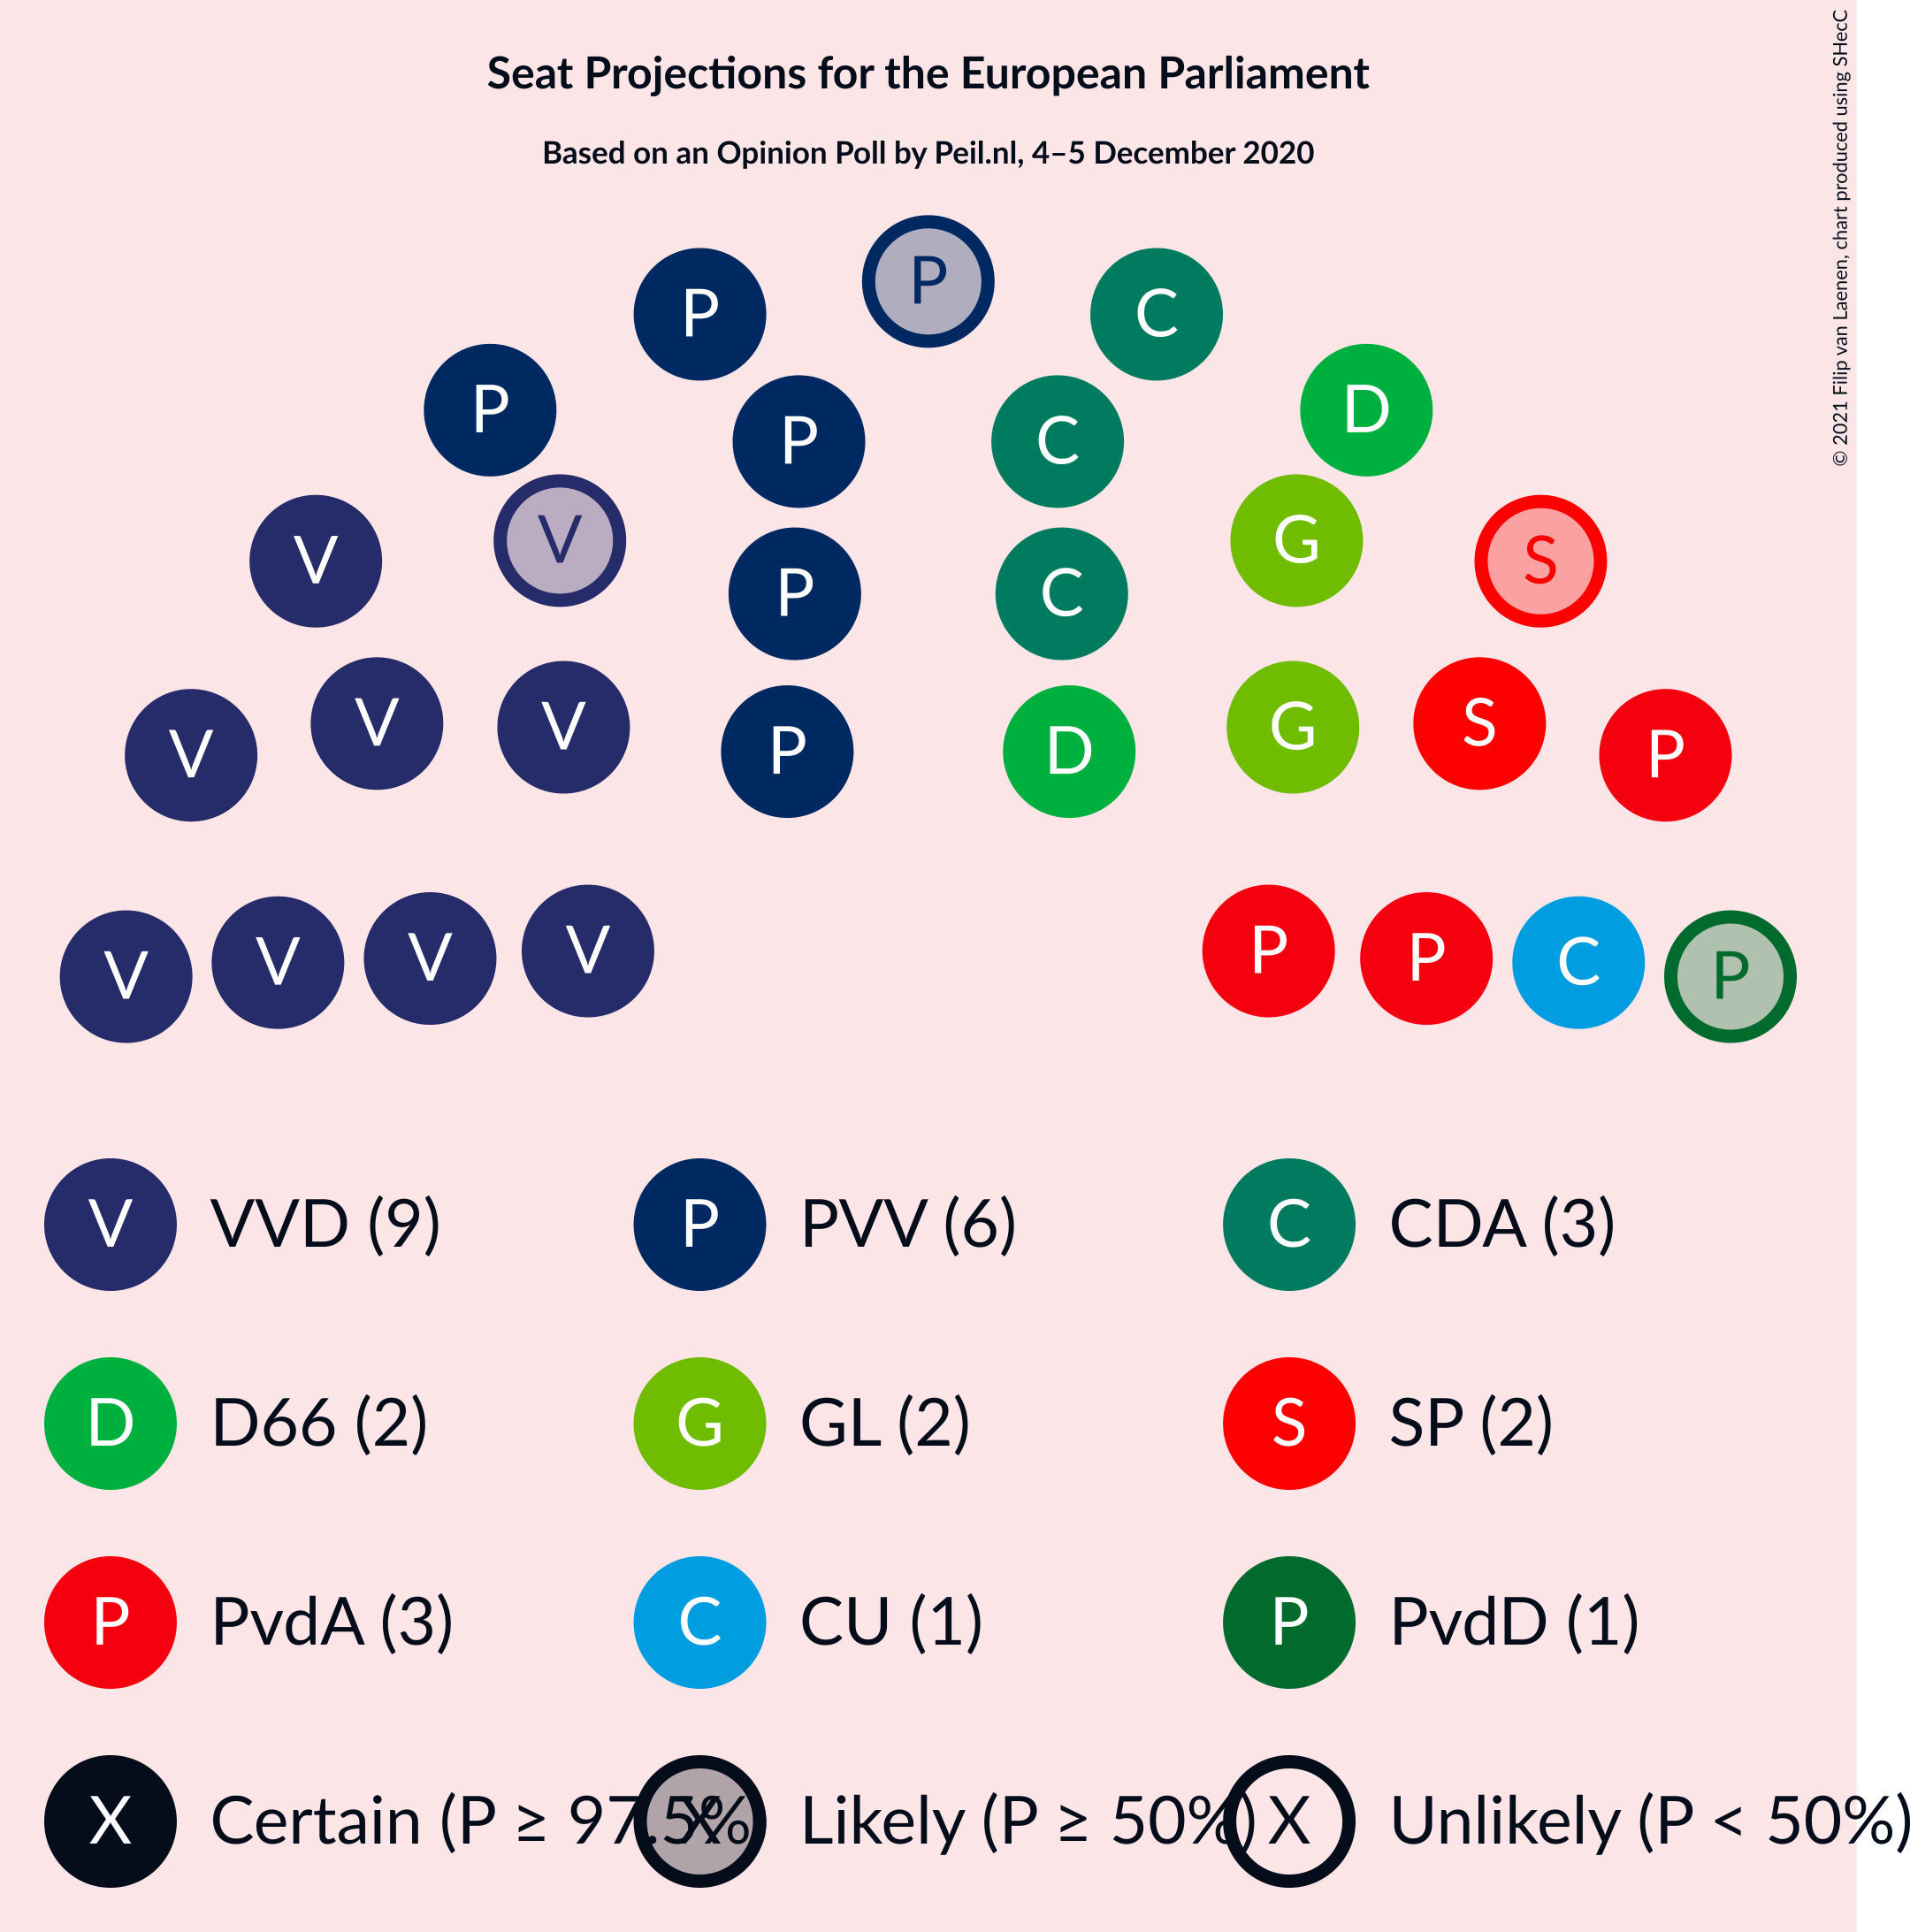 Seat Projections for the European Parliament
Based on an Opinion Poll by Peil.nl, 4–5 December 2020
© 2021 Filip van Laenen, chart produced using SHecC
P
P C
P D
P C
V V G S
P C
V V V G S P
P D
V V V V P P C P
V VVD (9) P PVV (6) C CDA (3)
D D66 (2) G GL (2) S SP (2)
P PvdA (3) C CU (1) P PvdD (1)
X Certain (P ≥ 97.5%) X Likely (P ≥ 50%) X Unlikely (P < 50%)